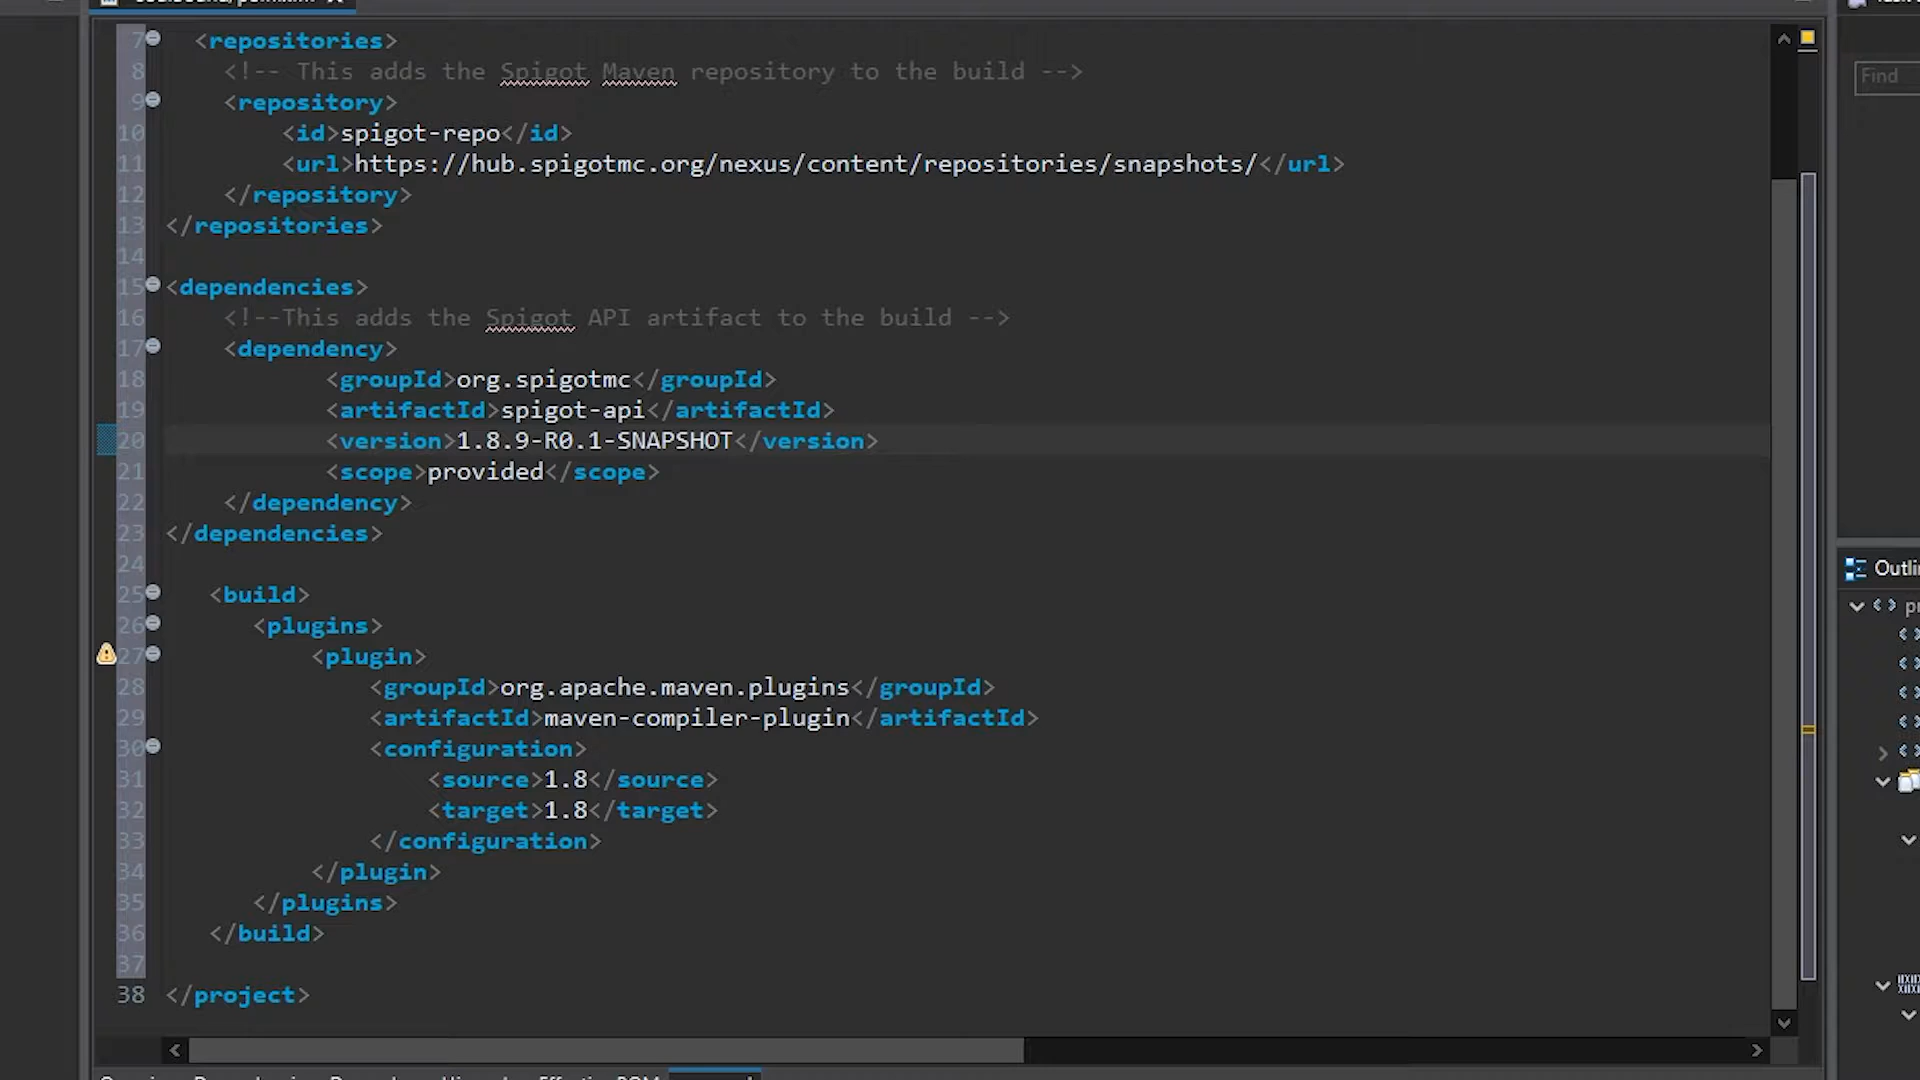 7 <repositories>
8 <!-- This adds the Spigot Maven repository to the build -->
9 <repository>
10 <id>spigot-repo</id>
11 <url>https://hub.spigotmc.org/nexus/content/repositories/snapshots/</url>
12 </repository>
13 </repositories>
14
15 <dependencies>
16 <!--This adds the Spigot API artifact to the build -->
17 <dependency>
18 <groupId>org.spigotmc</groupId>
19 <artifactId>spigot-api</artifactId>
20 <version>1.8.9-R0.1-SNAPSHOT</version>
21 <scope>provided</scope>
22 </dependency>
23 </dependencies>
24
25 <build>
26 <plugins>
27 <plugin>
28 <groupId>org.apache.maven.plugins</groupId>
29 <artifactId>maven-compiler-plugin</artifactId>
30 <configuration>
31 <source>1.8</source>
32 <target>1.8</target>
33 </configuration>
34 </plugin>
35 </plugins>
36 </build>
37
38 </project>
Find
Outli